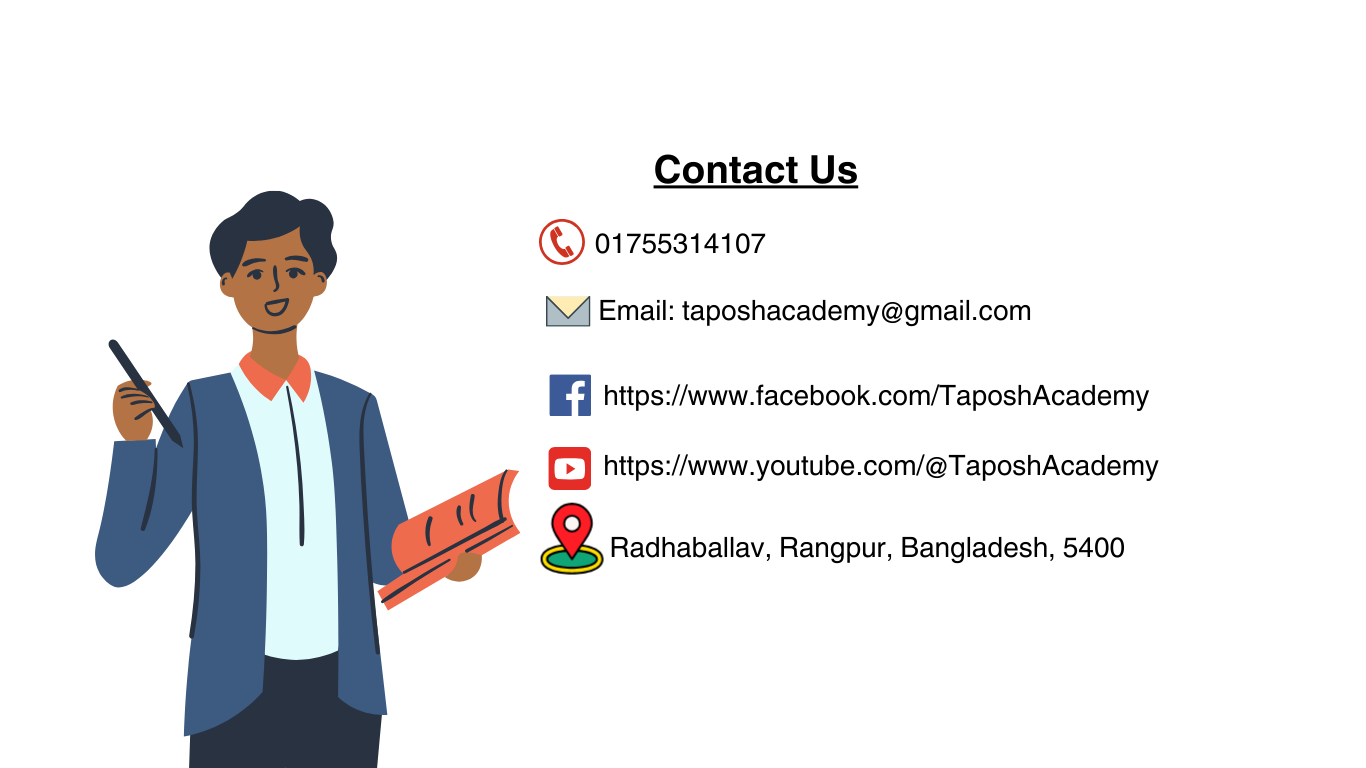 Contact Us
01755314107
Email: taposhacademy@gmail.com
https://www.facebook.com/TaposhAcademy
https://www.youtube.com/@TaposhAcademy
Radhaballav, Rangpur, Bangladesh, 5400